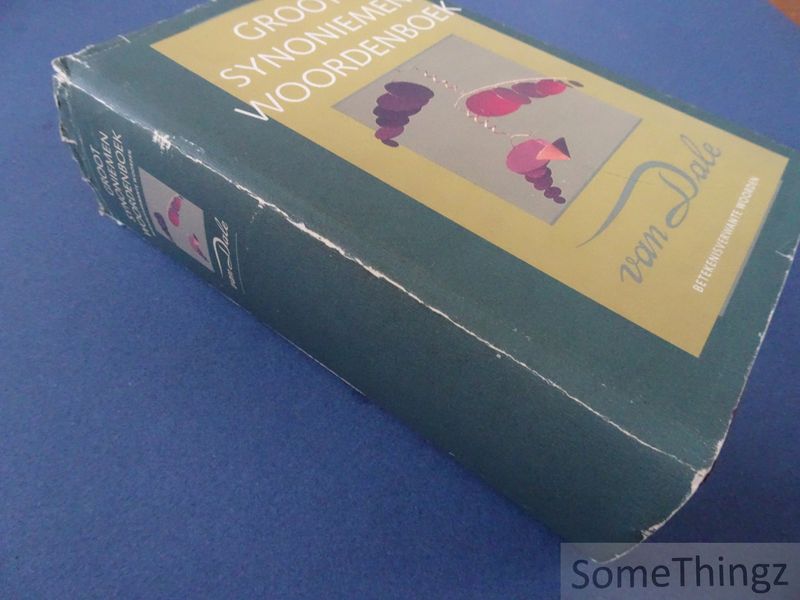 GROOT
SYNONIEMEN
WOORDENBOEK
van Dale
BETEKENISVERWANTE WOORDEN
GROOT
SYNONIEMEN
WOORDENBOEK
van Dale
SomeThingz